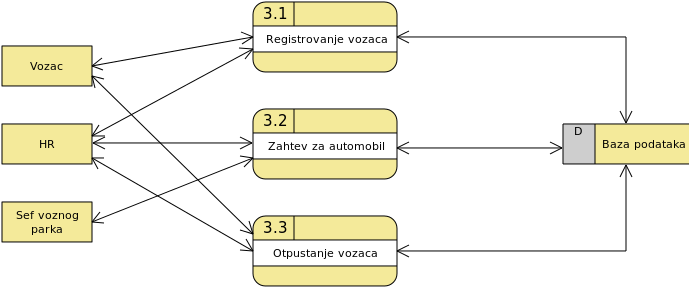 3.1
Registrovanje vozaca
Vozac
3.2
D
HR
Zahtev za automobil
Baza podataka
Sef voznog
parka
3.3
Otpustanje vozaca